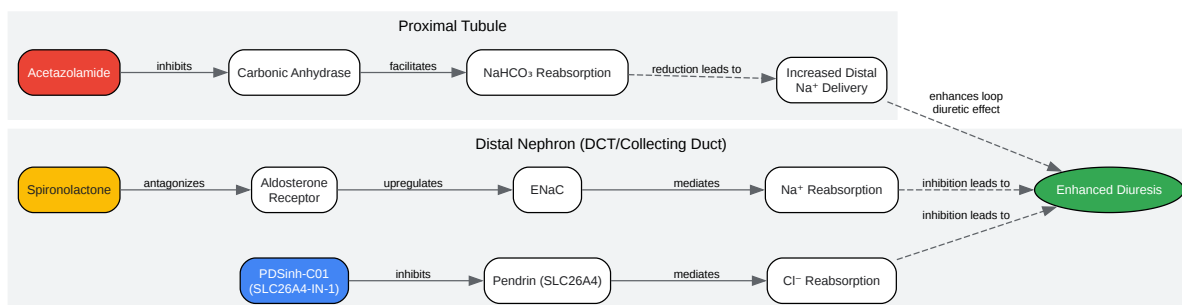 Proximal Tubule
Acetazolamide
inhibits
Carbonic Anhydrase
facilitates
NaHCO₃ Reabsorption
reduction leads to
Increased Distal
Na⁺ Delivery
enhances loop
diuretic effect
Distal Nephron (DCT/Collecting Duct)
Spironolactone
antagonizes
Aldosterone
Receptor
upregulates
ENaC
mediates
Na⁺ Reabsorption
inhibition leads to
Enhanced Diuresis
PDSinh-C01
(SLC26A4-IN-1)
inhibits
Pendrin (SLC26A4)
mediates
Cl⁻ Reabsorption
inhibition leads to